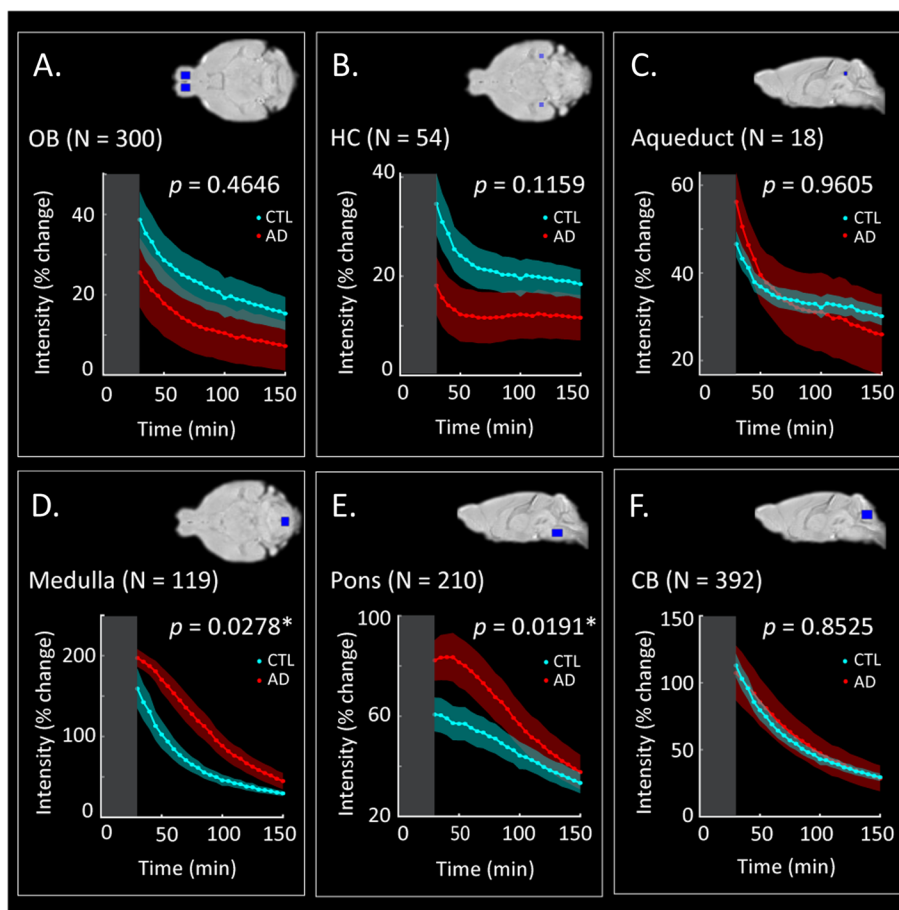 A.
OB (N = 300)
p = 0.4646
CTL
AD
Intensity (% change)
40
20
0
0 50 100 150
Time (min)
B.
HC (N = 54)
p = 0.1159
CTL
AD
Intensity (% change)
40
20
0
0 50 100 150
Time (min)
C.
Aqueduct (N = 18)
p = 0.9605
CTL
AD
Intensity (% change)
60
40
20
0 50 100 150
Time (min)
D.
Medulla (N = 119)
p = 0.0278*
CTL
AD
Intensity (% change)
200
100
0
0 50 100 150
Time (min)
E.
Pons (N = 210)
p = 0.0191*
CTL
AD
Intensity (% change)
100
60
20
0 50 100 150
Time (min)
F.
CB (N = 392)
p = 0.8525
CTL
AD
Intensity (% change)
150
100
50
0
0 50 100 150
Time (min)